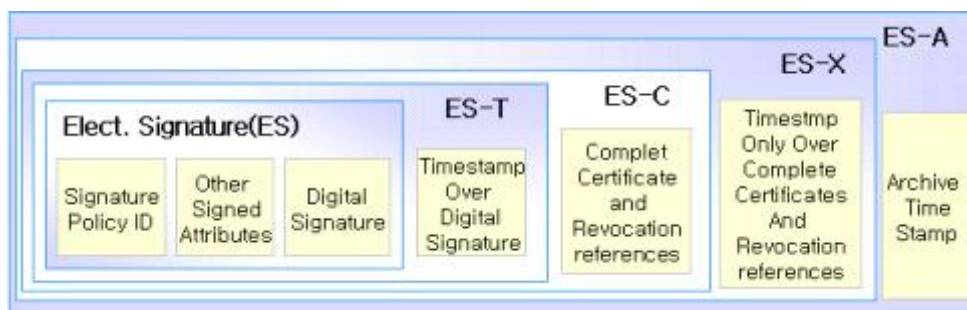 ES-A
ES-X
ES-C
ES-T
Elect. Signature(ES)
Signature
Policy ID
Other
Signed
Attributes
Digital
Signature
Timestamp
Over
Digital
Signature
Complet
Certificate
and
Revocation
references
Timestmp
Only Over
Complete
Certificates
And
Revocation
references
Archive
Time
Stamp